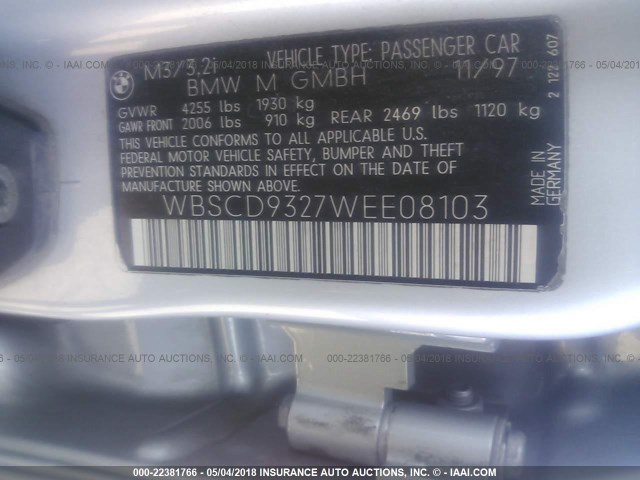 BMW
M3/3,2i VEHICLE TYPE: PASSENGER CAR
BMW M GMBH 11/97
GVWR 4255 lbs 1930 kg
GAWR FRONT 2006 lbs 910 kg REAR 2469 lbs 1120 kg
THIS VEHICLE CONFORMS TO ALL APPLICABLE U.S.
FEDERAL MOTOR VEHICLE SAFETY, BUMPER AND THEFT
PREVENTION STANDARDS IN EFFECT ON THE DATE OF
MANUFACTURE SHOWN ABOVE.
WBSCD9327WEE08103
2 122 607
MADE IN
GERMANY
000-22381766 - 05/04/2018 INSURANCE AUTO AUCTIONS, INC. - © IAAI.COM